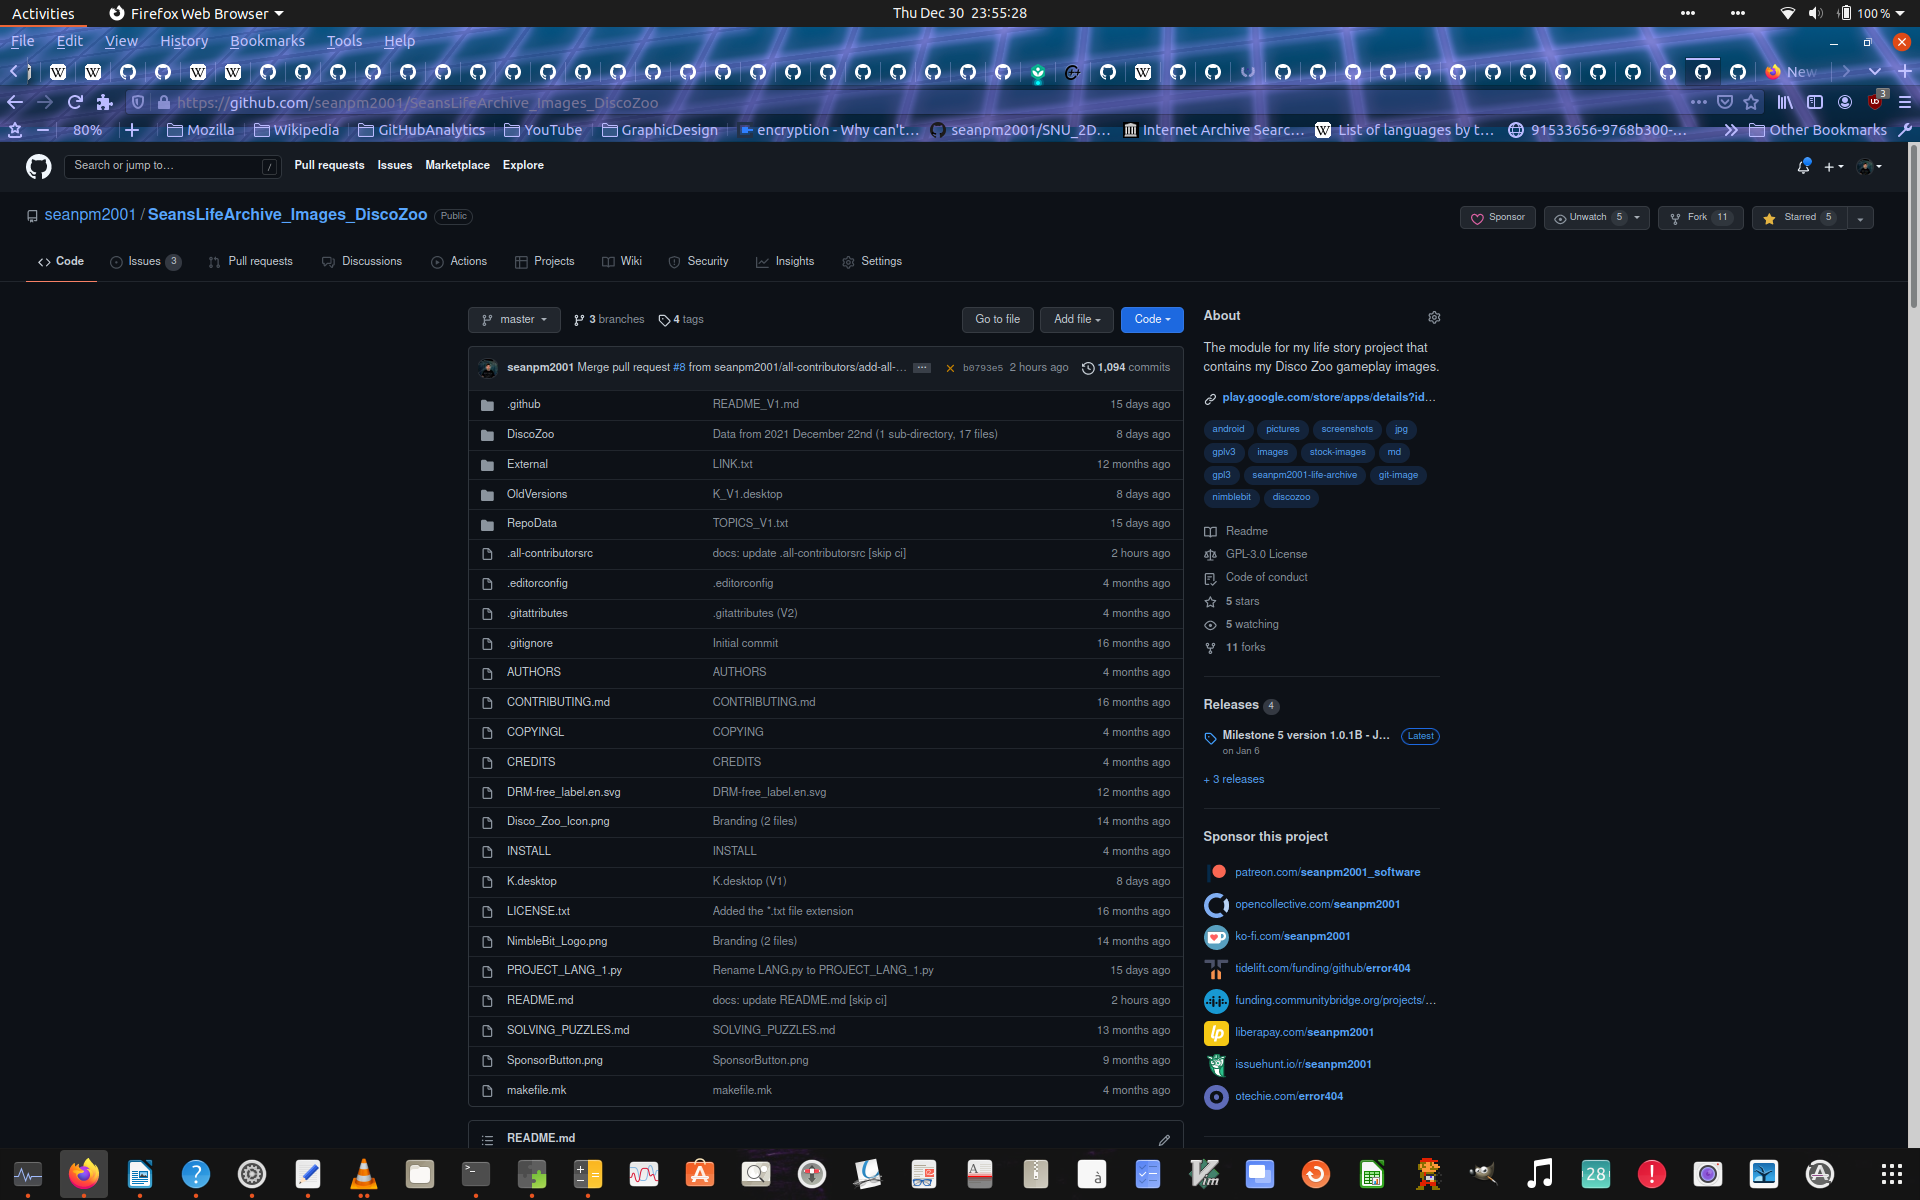 Activities Firefox Web Browser Thu Dec 30 23:55:28 100 %
File Edit View History Bookmarks Tools Help
New
https://github.com/seanpm2001/SeansLifeArchive_Images_DiscoZoo 3
80% Mozilla Wikipedia GitHubAnalytics YouTube GraphicDesign encryption - Why can't… seanpm2001/SNU_2D… Internet Archive Searc… List of languages by t… 91533656-9768b300-… Other Bookmarks
Search or jump to… / Pull requests Issues Marketplace Explore
seanpm2001 / SeansLifeArchive_Images_DiscoZoo Public
Sponsor Unwatch 5 Fork 11 Starred 5
Code Issues 3 Pull requests Discussions Actions Projects Wiki Security Insights Settings
master 3 branches 4 tags Go to file Add file Code
seanpm2001 Merge pull request #8 from seanpm2001/all-contributors/add-all-… b0793e5 2 hours ago 1,094 commits
.github README_V1.md 15 days ago
DiscoZoo Data from 2021 December 22nd (1 sub-directory, 17 files) 8 days ago
External LINK.txt 12 months ago
OldVersions K_V1.desktop 8 days ago
RepoData TOPICS_V1.txt 15 days ago
.all-contributorsrc docs: update .all-contributorsrc [skip ci] 2 hours ago
.editorconfig .editorconfig 4 months ago
.gitattributes .gitattributes (V2) 4 months ago
.gitignore Initial commit 16 months ago
AUTHORS AUTHORS 4 months ago
CONTRIBUTING.md CONTRIBUTING.md 16 months ago
COPYINGL COPYING 4 months ago
CREDITS CREDITS 4 months ago
DRM-free_label.en.svg DRM-free_label.en.svg 12 months ago
Disco_Zoo_Icon.png Branding (2 files) 14 months ago
INSTALL INSTALL 4 months ago
K.desktop K.desktop (V1) 8 days ago
LICENSE.txt Added the *.txt file extension 16 months ago
NimbleBit_Logo.png Branding (2 files) 14 months ago
PROJECT_LANG_1.py Rename LANG.py to PROJECT_LANG_1.py 15 days ago
README.md docs: update README.md [skip ci] 2 hours ago
SOLVING_PUZZLES.md SOLVING_PUZZLES.md 13 months ago
SponsorButton.png SponsorButton.png 9 months ago
makefile.mk makefile.mk 4 months ago
README.md
About
The module for my life story project that
contains my Disco Zoo gameplay images.
play.google.com/store/apps/details?id…
android pictures screenshots jpg
gplv3 images stock-images md
gpl3 seanpm2001-life-archive git-image
nimblebit discozoo
Readme
GPL-3.0 License
Code of conduct
5 stars
5 watching
11 forks
Releases 4
Milestone 5 version 1.0.1B - J… Latest
on Jan 6
+ 3 releases
Sponsor this project
patreon.com/seanpm2001_software
opencollective.com/seanpm2001
ko-fi.com/seanpm2001
tidelift.com/funding/github/error404
funding.communitybridge.org/projects/…
liberapay.com/seanpm2001
issuehunt.io/r/seanpm2001
otechie.com/error404
28